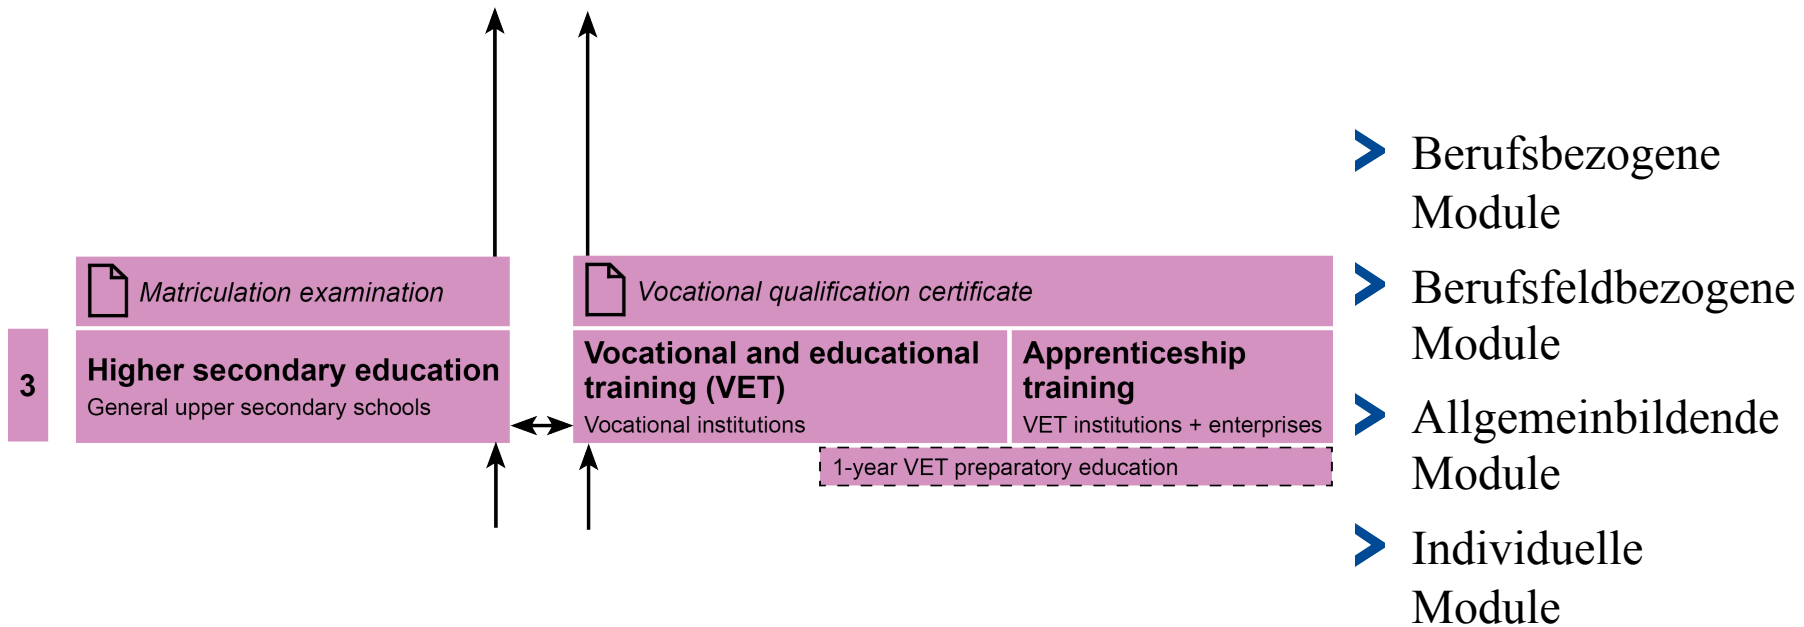 Matriculation examination
3
Higher secondary education
General upper secondary schools
Vocational qualification certificate
Vocational and educational
training (VET)
Vocational institutions
Apprenticeship
training
VET institutions + enterprises
1-year VET preparatory education
Berufsbezogene
Module
Berufsfeldbezogene
Module
Allgemeinbildende
Module
Individuelle
Module